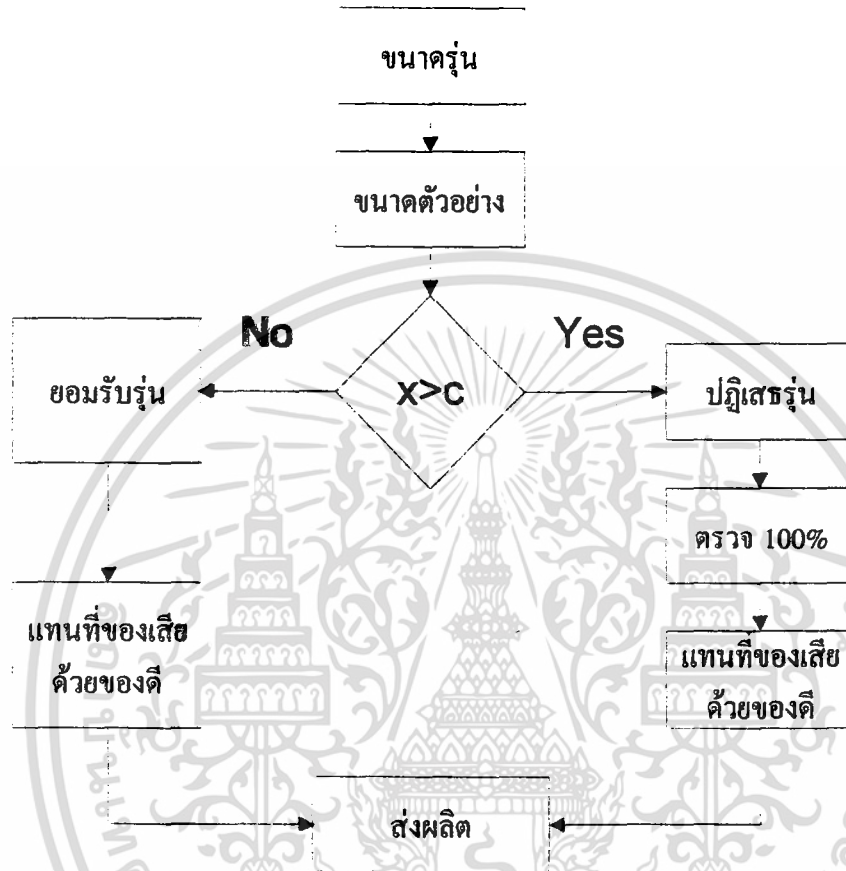 ขนาดรุ่น
ขนาดตัวอย่าง
No
Yes
ยอมรับรุ่น
x>c
ปฏิเสธรุ่น
ตรวจ 100%
แทนที่ของเสีย
ด้วยของดี
แทนที่ของเสีย
ด้วยของดี
ส่งผลิต